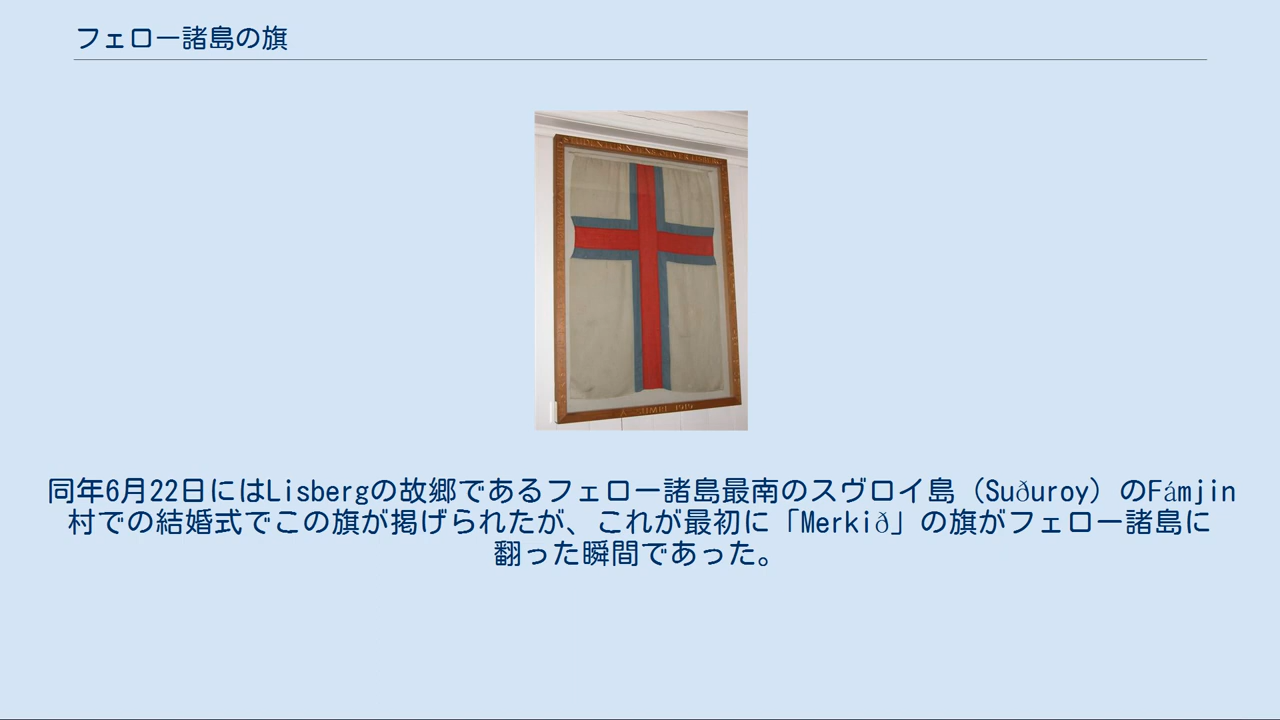 フェロー諸島の旗
1919
同年6月22日にはLisbergの故郷であるフェロー諸島最南のスヴロイ島（Suðuroy）のFámjin
村での結婚式でこの旗が掲げられたが、これが最初に「Merkið」の旗がフェロー諸島に
翻った瞬間であった。